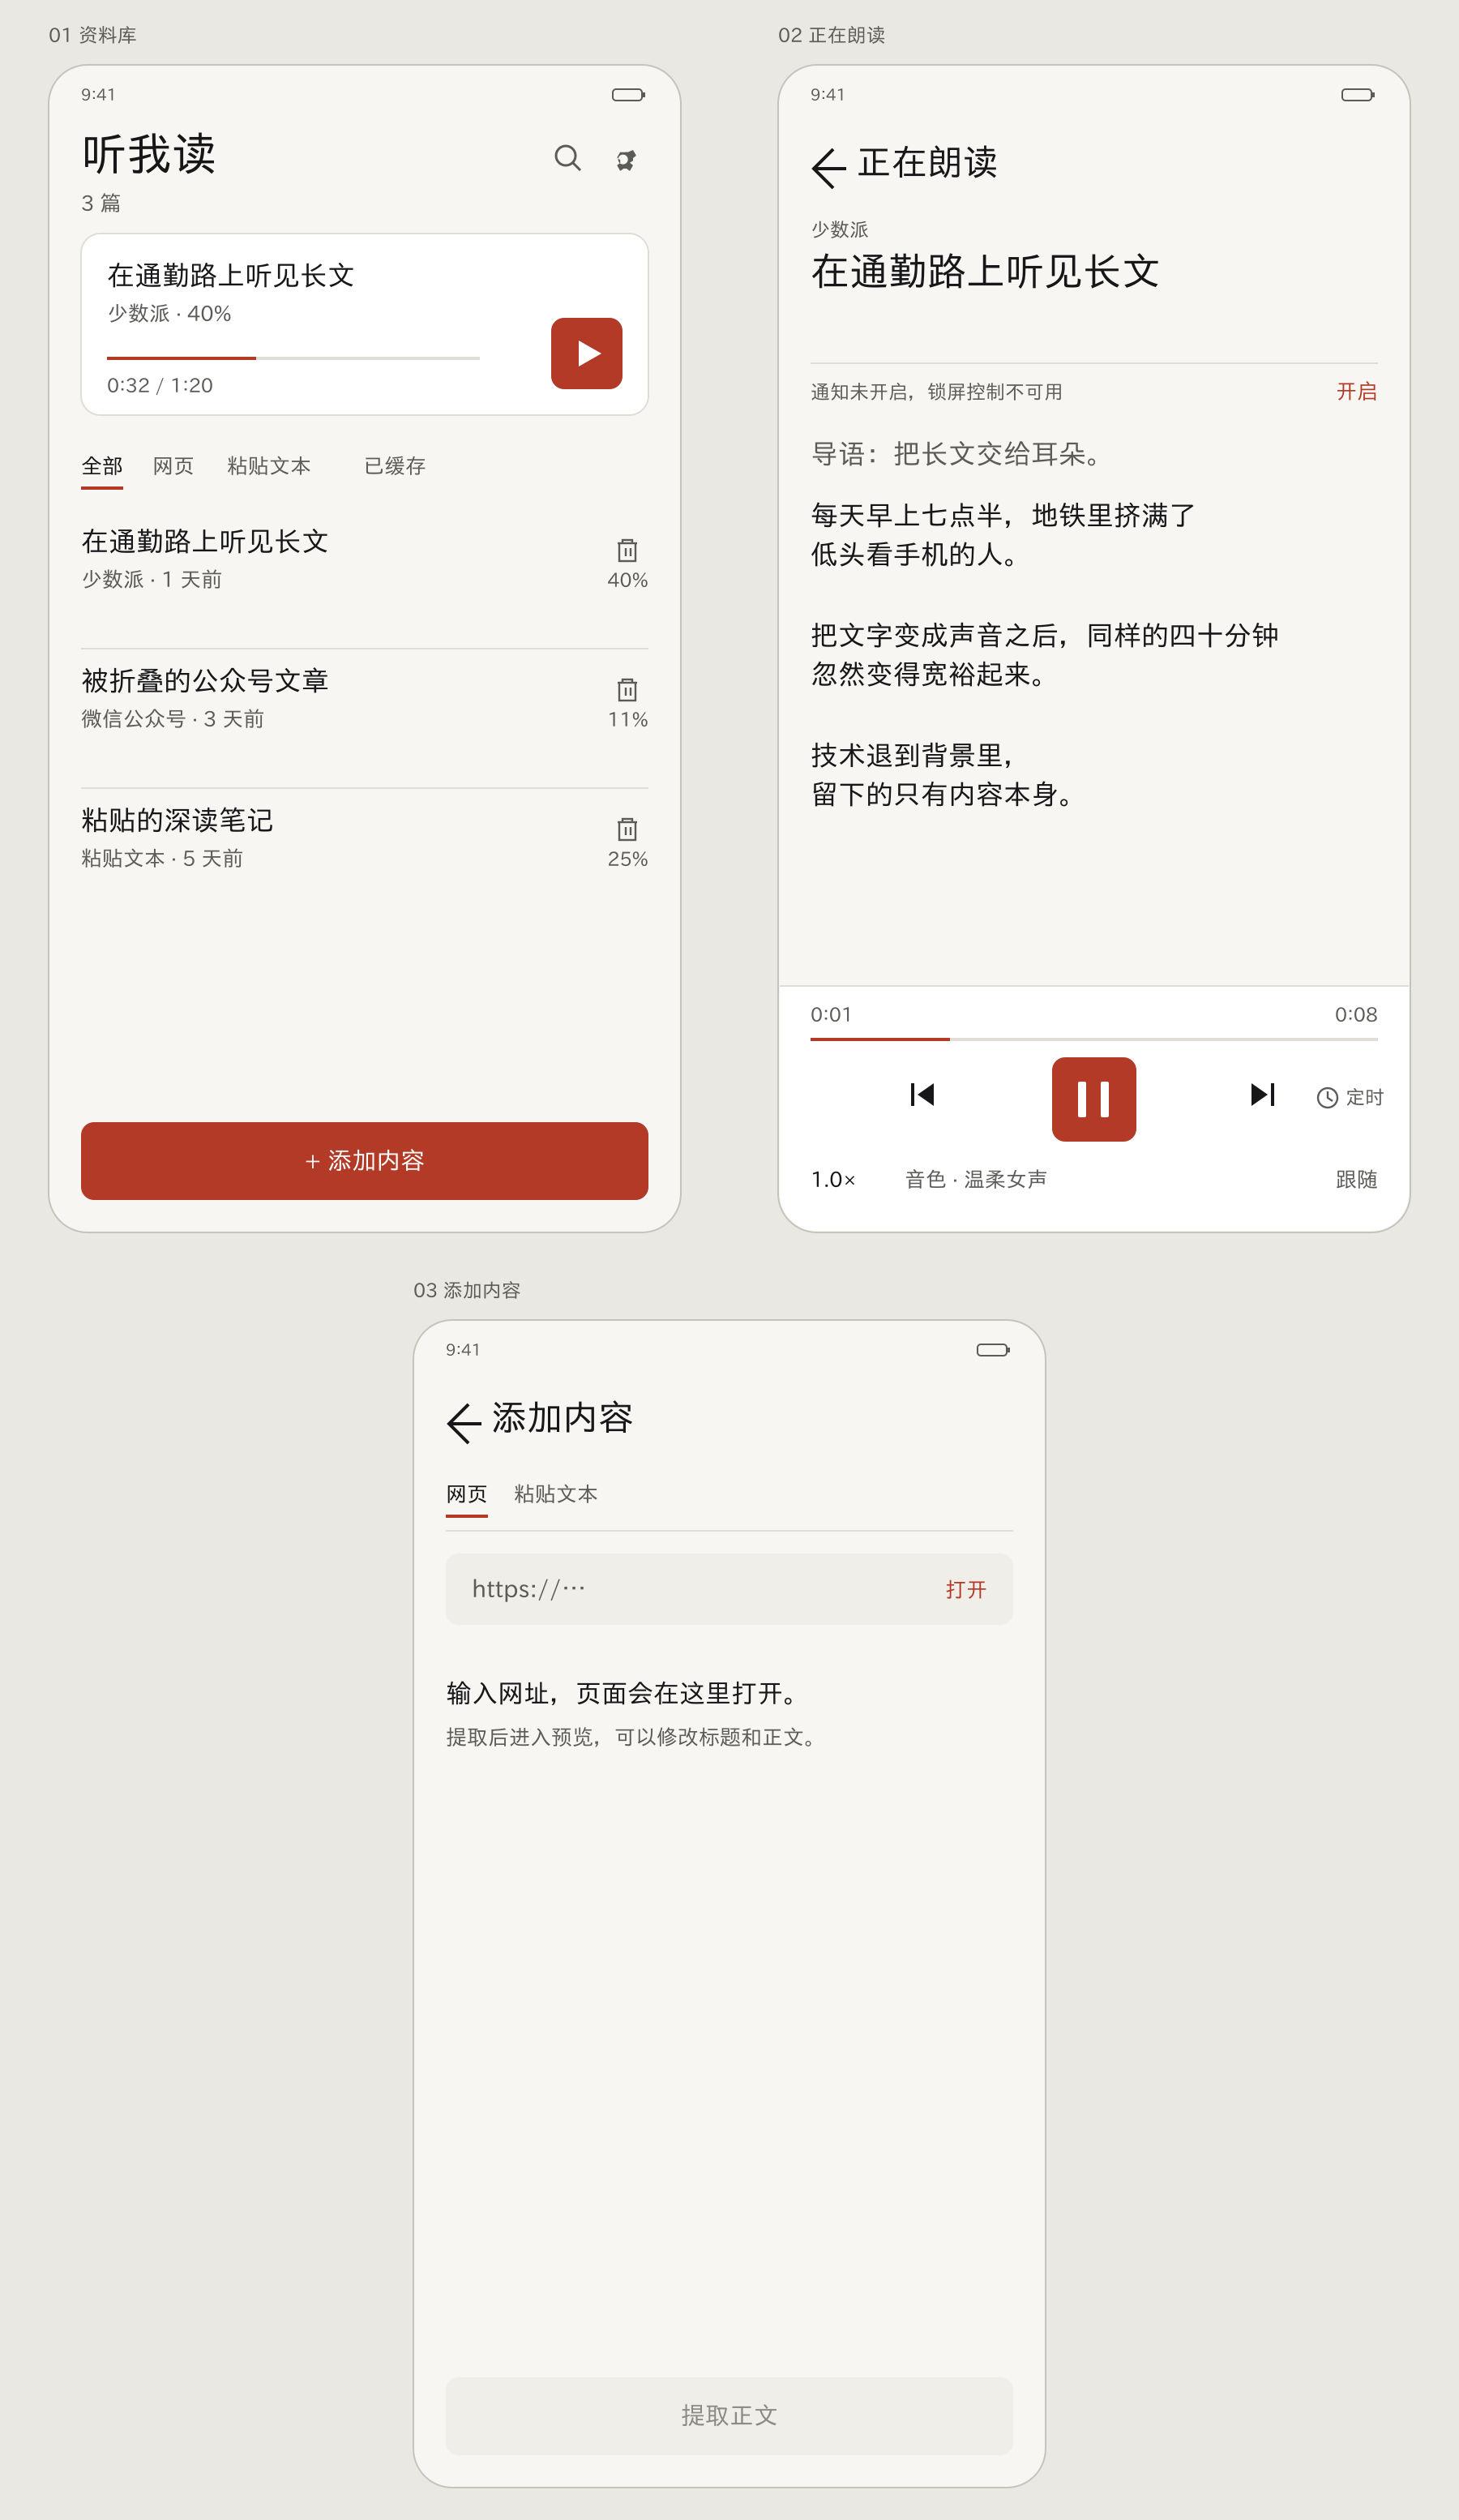 01 资料库
9:41
听我读
3 篇
在通勤路上听见长文
少数派 · 40%
0:32 / 1:20
全部 网页 粘贴文本 已缓存
在通勤路上听见长文
少数派 · 1 天前
40%
被折叠的公众号文章
微信公众号 · 3 天前
11%
粘贴的深读笔记
粘贴文本 · 5 天前
25%
+ 添加内容
02 正在朗读
9:41
正在朗读
少数派
在通勤路上听见长文
通知未开启，锁屏控制不可用 开启
导语：把长文交给耳朵。
每天早上七点半，地铁里挤满了
低头看手机的人。
把文字变成声音之后，同样的四十分钟
忽然变得宽裕起来。
技术退到背景里，
留下的只有内容本身。
0:01 0:08
定时
1.0× 音色 · 温柔女声 跟随
03 添加内容
9:41
添加内容
网页 粘贴文本
https://… 打开
输入网址，页面会在这里打开。
提取后进入预览，可以修改标题和正文。
提取正文